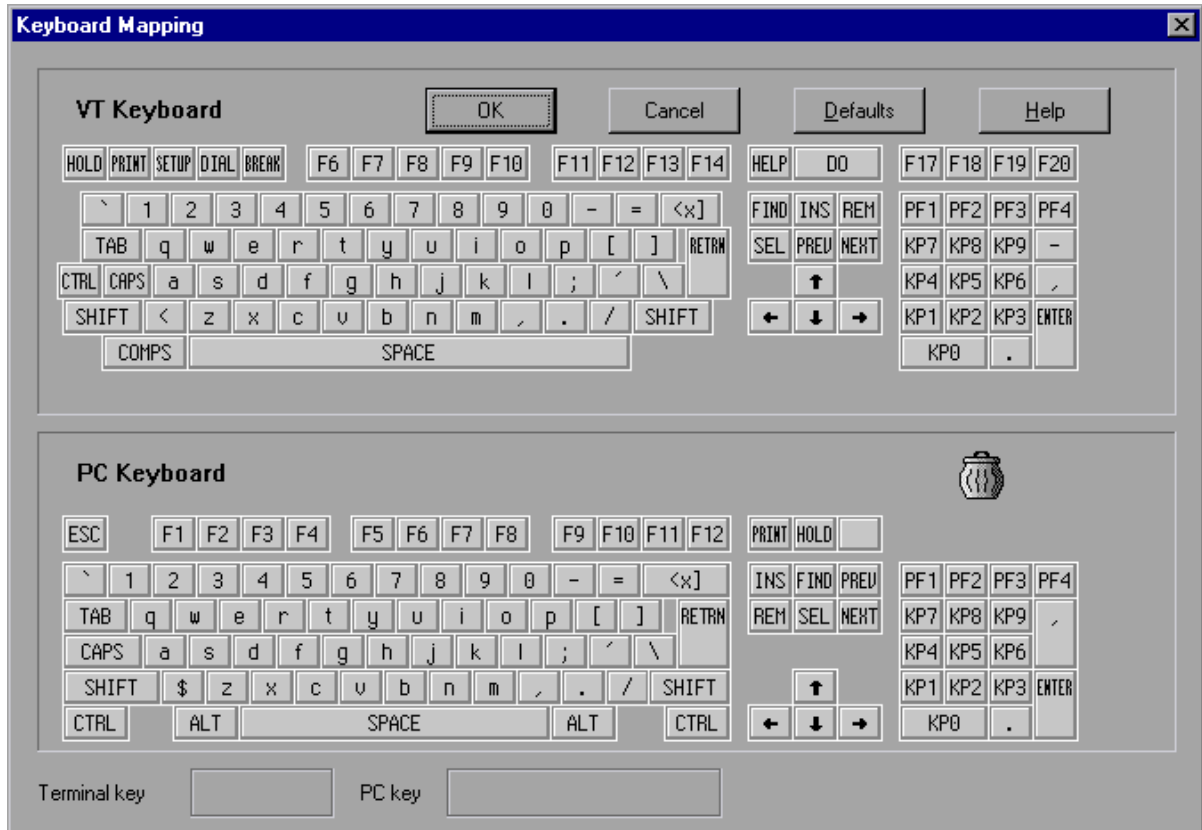 Keyboard Mapping
VT Keyboard OK Cancel Defaults Help
HOLD PRINT SETUP DIAL BREAK F6 F7 F8 F9 F10 F11 F12 F13 F14 HELP DO F17 F18 F19 F20
` 1 2 3 4 5 6 7 8 9 0 - = <x] FIND INS REM PF1 PF2 PF3 PF4
TAB q w e r t y u i o p [ ] RETRN SEL PREV NEXT KP7 KP8 KP9 -
CTRL CAPS a s d f g h j k l ; ´ \ ↑ KP4 KP5 KP6 ,
SHIFT < z x c v b n m , . / SHIFT ← ↓ → KP1 KP2 KP3 ENTER
COMPS SPACE KP0 .
PC Keyboard
ESC F1 F2 F3 F4 F5 F6 F7 F8 F9 F10 F11 F12 PRINT HOLD
` 1 2 3 4 5 6 7 8 9 0 - = <x] INS FIND PREV PF1 PF2 PF3 PF4
TAB q w e r t y u i o p [ ] RETRN REM SEL NEXT KP7 KP8 KP9 ,
CAPS a s d f g h j k l ; ´ \ KP4 KP5 KP6
SHIFT $ z x c v b n m , . / SHIFT ↑ KP1 KP2 KP3 ENTER
CTRL ALT SPACE ALT CTRL ← ↓ → KP0 .
Terminal key PC key